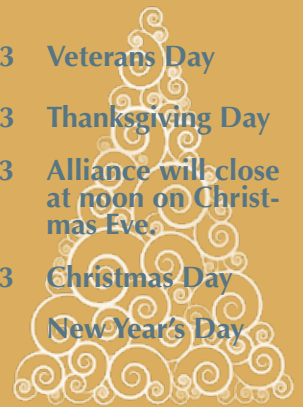 3 Veterans Day
3 Thanksgiving Day
3 Alliance will close
at noon on Christ-
mas Eve.
3 Christmas Day
New Year's Day